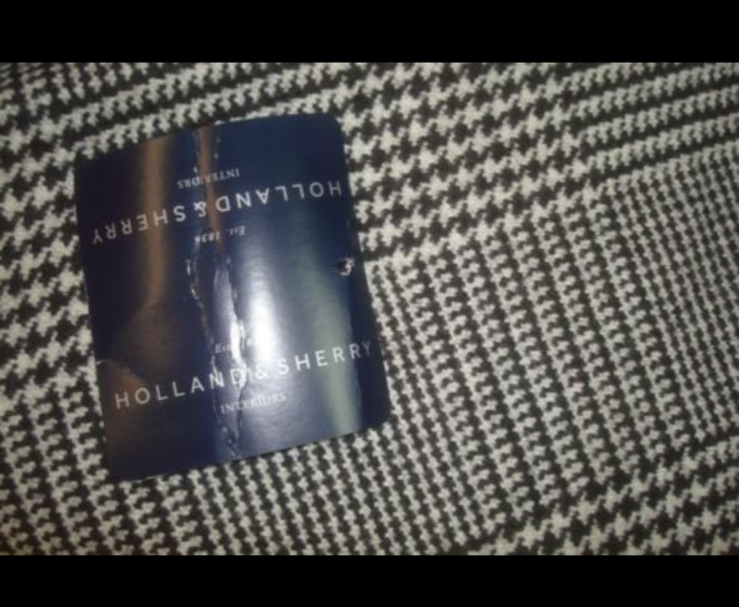 INTERIORS
HOLLAND & SHERRY
Est. 1836
HOLLAND & SHERRY
INTERIORS